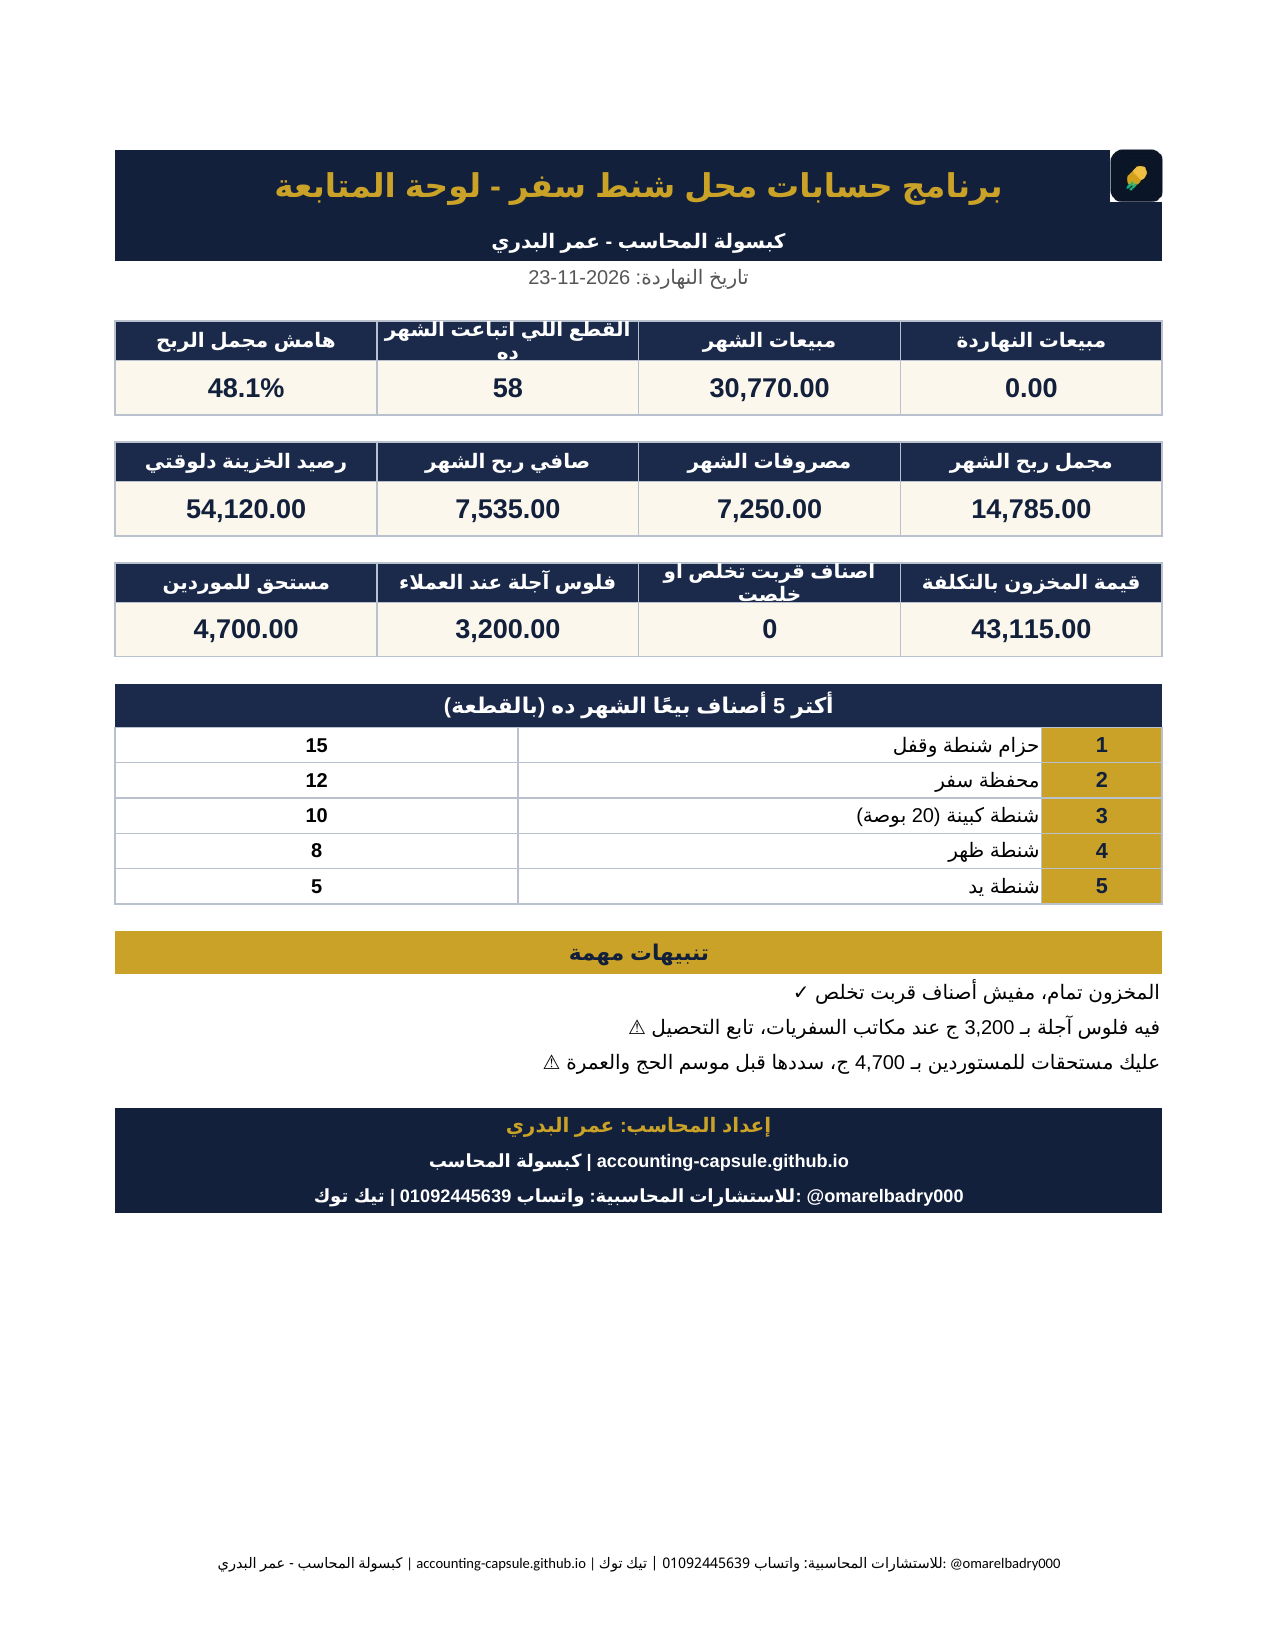 برنامج حسابات محل شنط سفر - لوحة المتابعة
كبسولة المحاسب - عمر البدري
تاريخ النهاردة: 2026-11-23
مبيعات النهاردة
مبيعات الشهر
القطع اللي اتباعت الشهر
ده
هامش مجمل الربح
0.00
30,770.00
58
48.1%
مجمل ربح الشهر
مصروفات الشهر
صافي ربح الشهر
رصيد الخزينة دلوقتي
14,785.00
7,250.00
7,535.00
54,120.00
قيمة المخزون بالتكلفة
أصناف قربت تخلص أو
خلصت
فلوس آجلة عند العملاء
مستحق للموردين
43,115.00
0
3,200.00
4,700.00
أكتر 5 أصناف بيعًا الشهر ده (بالقطعة)
1 حزام شنطة وقفل 15
2 محفظة سفر 12
3 شنطة كبينة (20 بوصة) 10
4 شنطة ظهر 8
5 شنطة يد 5
تنبيهات مهمة
المخزون تمام، مفيش أصناف قربت تخلص ✓
فيه فلوس آجلة بـ 3,200 ج عند مكاتب السفريات، تابع التحصيل ⚠
عليك مستحقات للمستوردين بـ 4,700 ج، سددها قبل موسم الحج والعمرة ⚠
إعداد المحاسب: عمر البدري
كبسولة المحاسب | accounting-capsule.github.io
للاستشارات المحاسبية: واتساب 01092445639 | تيك توك: @omarelbadry000
كبسولة المحاسب - عمر البدري | accounting-capsule.github.io | للاستشارات المحاسبية: واتساب 01092445639 | تيك توك: @omarelbadry000